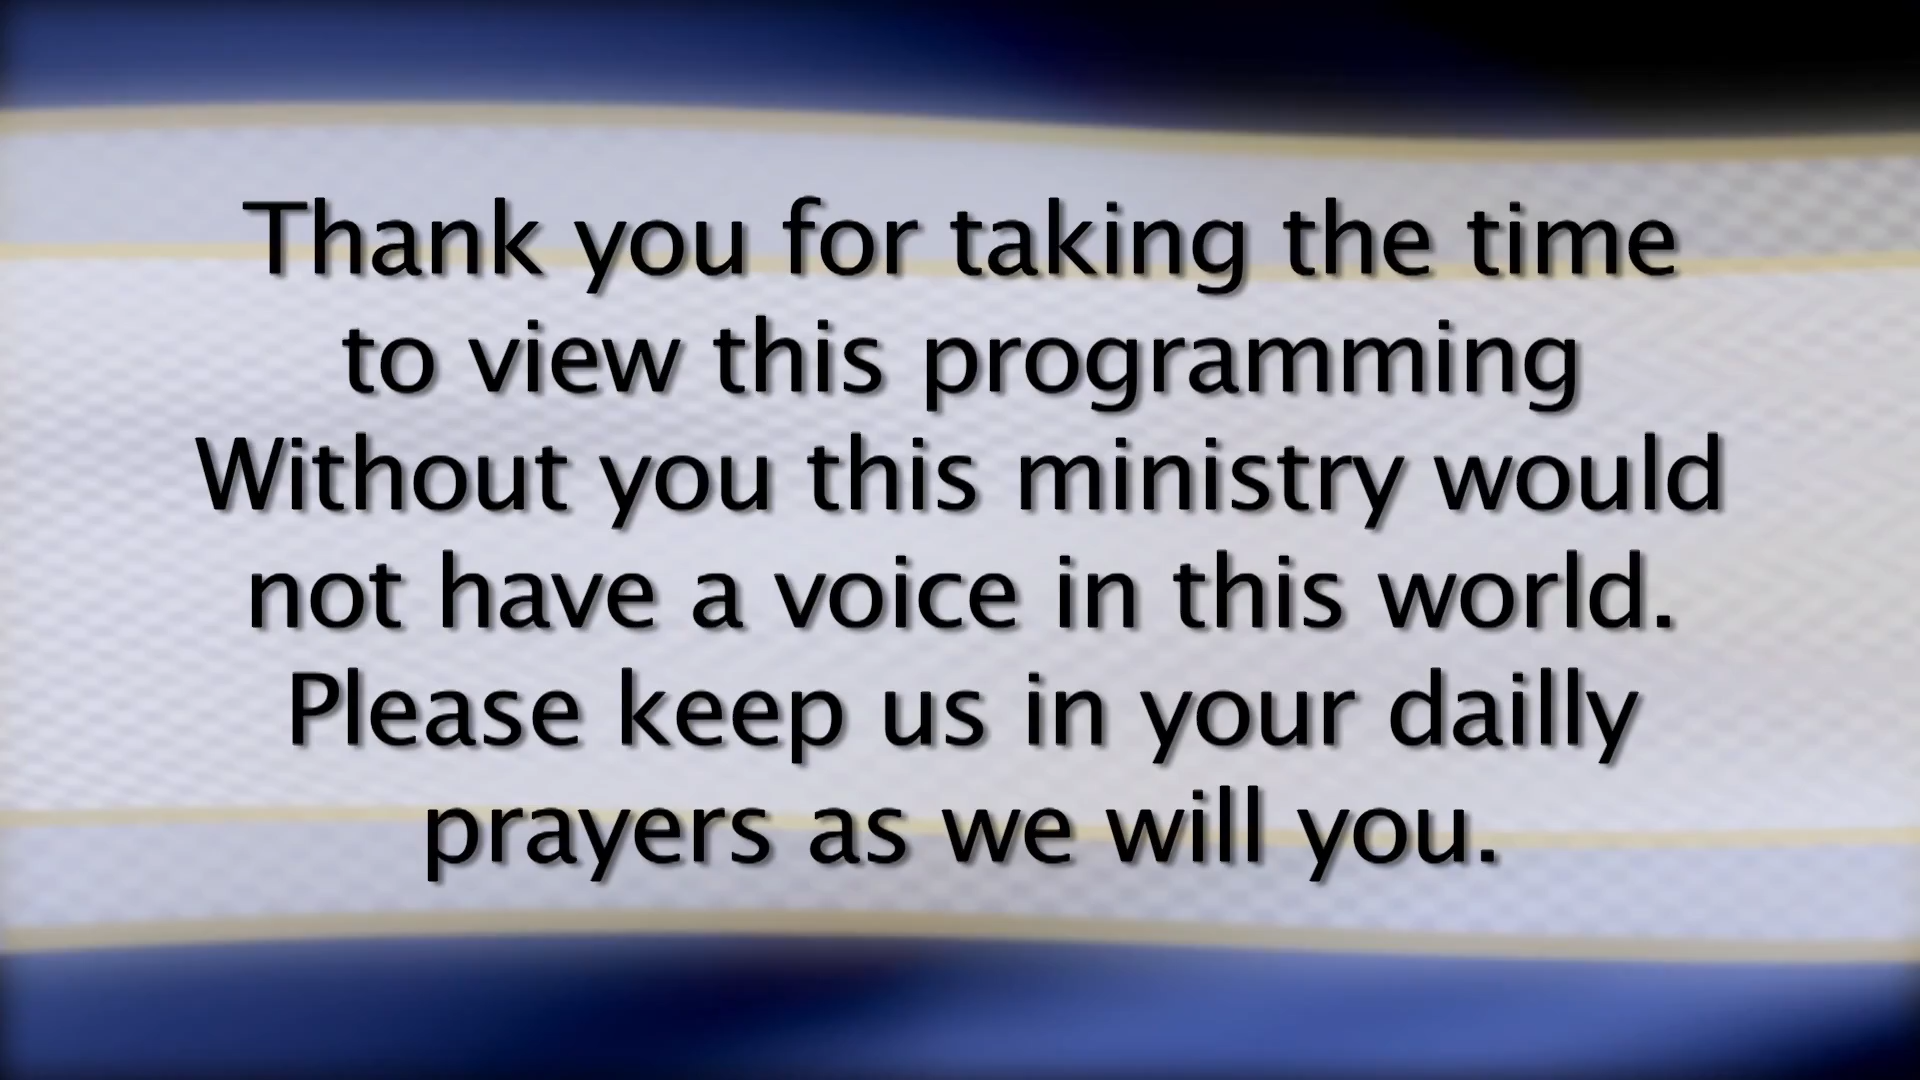 Thank you for taking the time
to view this programming
Without you this ministry would
not have a voice in this world.
Please keep us in your dailly
prayers as we will you.